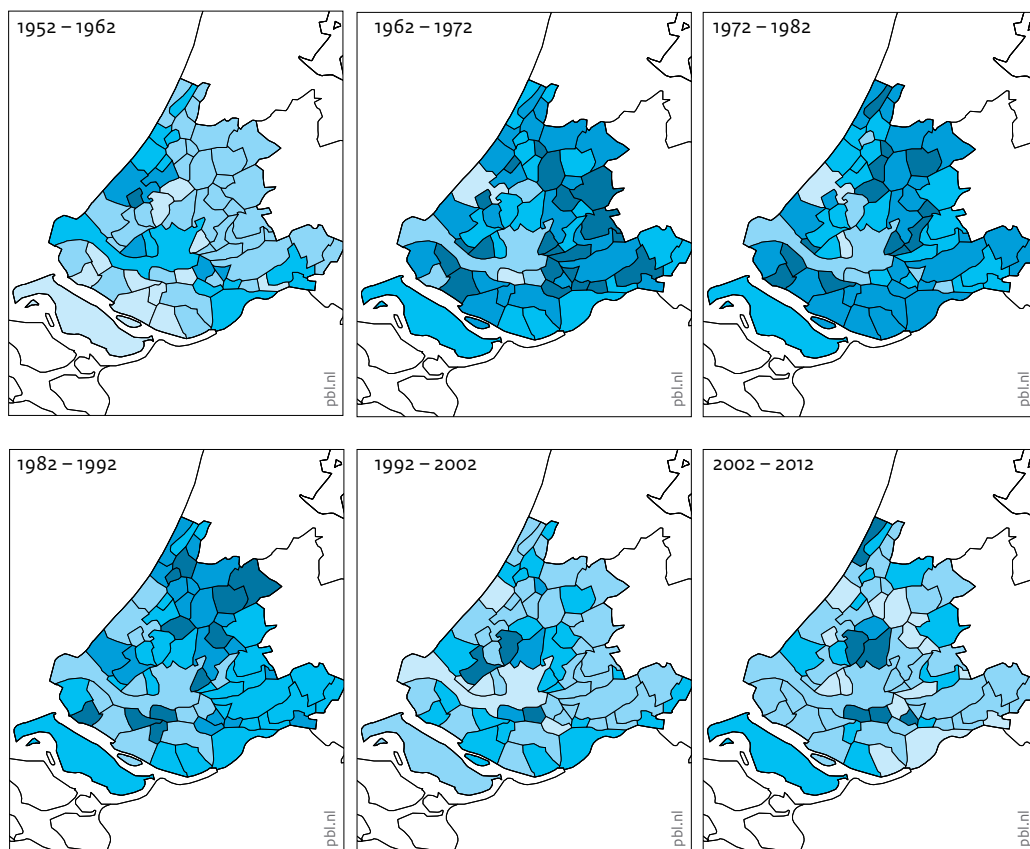 1952 – 1962
1962 – 1972
1972 – 1982
pbl.nl
pbl.nl
pbl.nl
1982 – 1992
1992 – 2002
2002 – 2012
pbl.nl
pbl.nl
pbl.nl